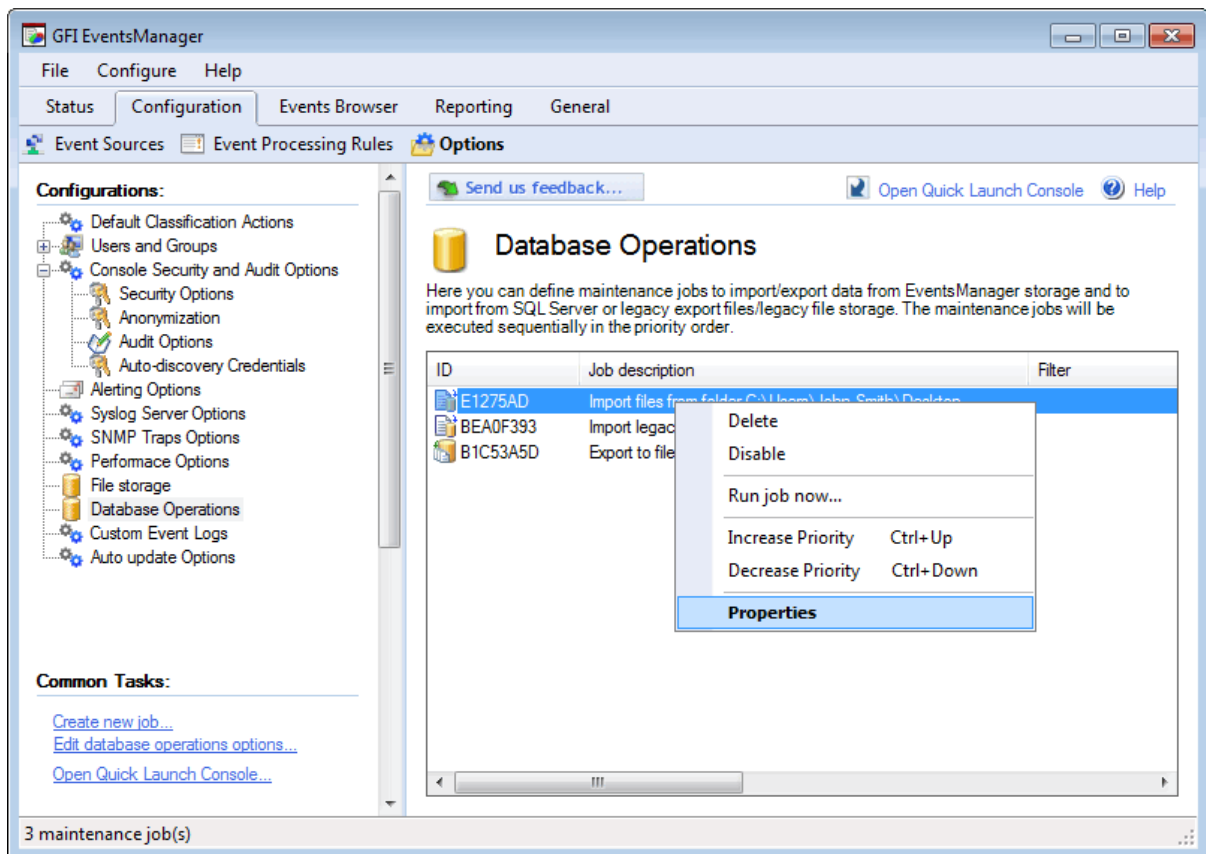 GFI EventsManager
File Configure Help
Status Configuration Events Browser Reporting General
Event Sources Event Processing Rules Options
Configurations:
Default Classification Actions
Users and Groups
Console Security and Audit Options
Security Options
Anonymization
Audit Options
Auto-discovery Credentials
Alerting Options
Syslog Server Options
SNMP Traps Options
Performace Options
File storage
Database Operations
Custom Event Logs
Auto update Options
Common Tasks:
Create new job...
Edit database operations options...
Open Quick Launch Console...
Send us feedback...
Open Quick Launch Console Help
Database Operations
Here you can define maintenance jobs to import/export data from EventsManager storage and to
import from SQL Server or legacy export files/legacy file storage. The maintenance jobs will be
executed sequentially in the priority order.
ID Job description Filter
E1275AD Import files from folder C:\Users\John-Smith\Desktop
BEA0F393 Import legac
B1C53A5D Export to file
Delete
Disable
Run job now...
Increase Priority Ctrl+Up
Decrease Priority Ctrl+Down
Properties
3 maintenance job(s)